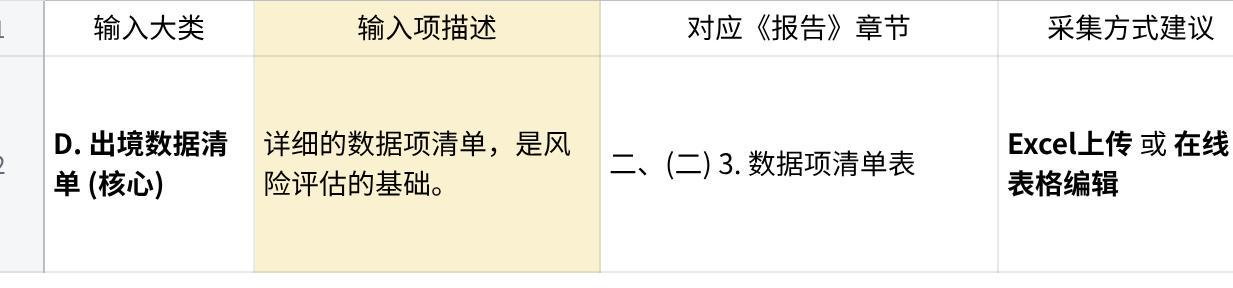 1 输入大类 输入项描述 对应《报告》章节 采集方式建议
2
D. 出境数据清
单 (核心)
详细的数据项清单，是风
险评估的基础。
二、(二) 3. 数据项清单表
Excel上传 或 在线
表格编辑